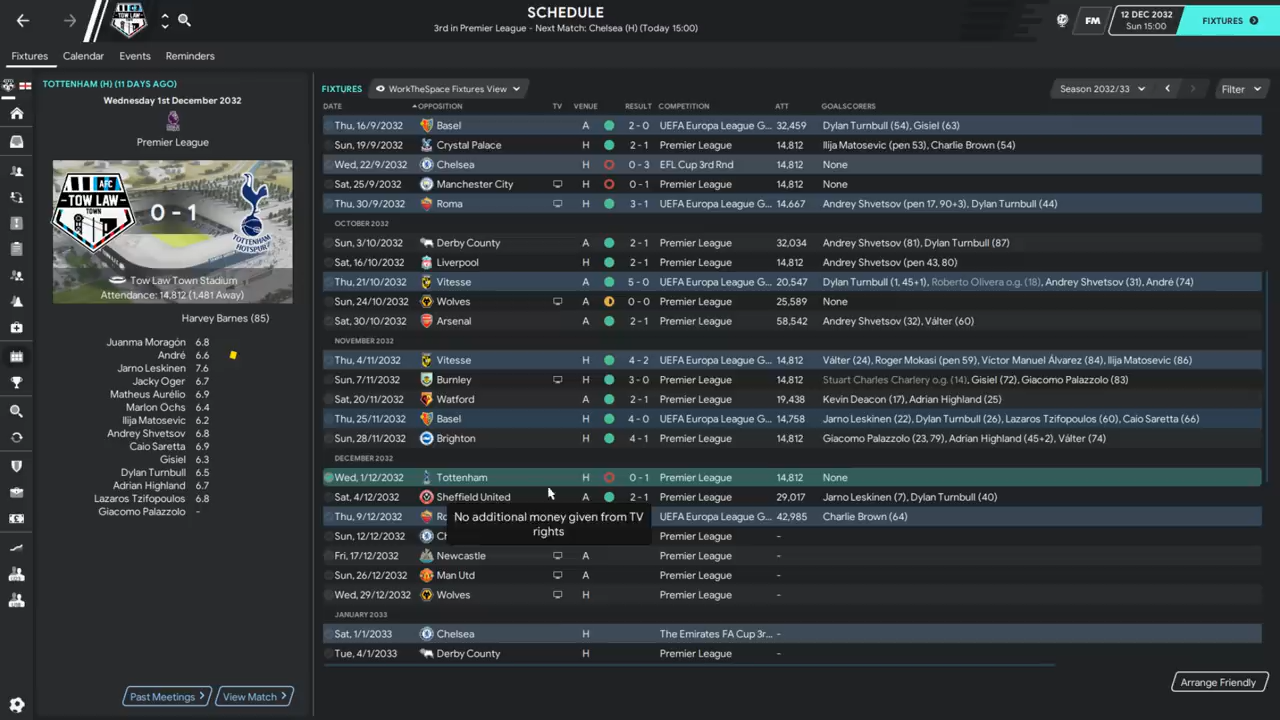 SCHEDULE
3rd in Premier League - Next Match: Chelsea (H) (Today 15:00)
FM
12 DEC 2032
Sun 15:00
FIXTURES
Fixtures Calendar Events Reminders
TOTTENHAM (H) (11 DAYS AGO)
Wednesday 1st December 2032
Premier League
AFC
TOW LAW
TOWN
0 - 1
TOTTENHAM
HOTSPUR
Tow Law Town Stadium
Attendance: 14,812 (1,481 Away)
Harvey Barnes (85)
Juanma Moragón 6.8
André 6.6
Jarno Leskinen 7.6
Jacky Oger 6.7
Matheus Aurélio 6.9
Marlon Ochs 6.4
Ilija Matosevic 6.2
Andrey Shvetsov 6.8
Caio Saretta 6.9
Gisiel 6.3
Dylan Turnbull 6.5
Adrian Highland 6.7
Lazaros Tzifopoulos 6.8
Giacomo Palazzolo -
Past Meetings View Match
FIXTURES WorkTheSpace Fixtures View Season 2032/33 Filter
DATE OPPOSITION TV VENUE RESULT COMPETITION ATT GOALSCORERS
Thu, 16/9/2032 Basel A 2 - 0 UEFA Europa League G... 32,459 Dylan Turnbull (54), Gisiel (63)
Sun, 19/9/2032 Crystal Palace H 2 - 1 Premier League 14,812 Ilija Matosevic (pen 53), Charlie Brown (54)
Wed, 22/9/2032 Chelsea H 0 - 3 EFL Cup 3rd Rnd 14,812 None
Sat, 25/9/2032 Manchester City H 0 - 1 Premier League 14,812 None
Thu, 30/9/2032 Roma H 3 - 1 UEFA Europa League G... 14,667 Andrey Shvetsov (pen 17, 90+3), Dylan Turnbull (44)
OCTOBER 2032
Sun, 3/10/2032 Derby County A 2 - 1 Premier League 32,034 Andrey Shvetsov (81), Dylan Turnbull (87)
Sat, 16/10/2032 Liverpool H 2 - 1 Premier League 14,812 Andrey Shvetsov (pen 43, 80)
Thu, 21/10/2032 Vitesse A 5 - 0 UEFA Europa League G... 20,547 Dylan Turnbull (1, 45+1), Roberto Olivera o.g. (18), Andrey Shvetsov (31), André (74)
Sun, 24/10/2032 Wolves A 0 - 0 Premier League 25,589 None
Sat, 30/10/2032 Arsenal A 2 - 1 Premier League 58,542 Andrey Shvetsov (32), Válter (60)
NOVEMBER 2032
Thu, 4/11/2032 Vitesse H 4 - 2 UEFA Europa League G... 14,812 Válter (24), Roger Mokasi (pen 59), Víctor Manuel Álvarez (84), Ilija Matosevic (86)
Sun, 7/11/2032 Burnley H 3 - 0 Premier League 14,812 Stuart Charles Charlery o.g. (14), Gisiel (72), Giacomo Palazzolo (83)
Sat, 20/11/2032 Watford A 2 - 1 Premier League 19,438 Kevin Deacon (17), Adrian Highland (25)
Thu, 25/11/2032 Basel H 4 - 0 UEFA Europa League G... 14,758 Jarno Leskinen (22), Dylan Turnbull (26), Lazaros Tzifopoulos (60), Caio Saretta (66)
Sun, 28/11/2032 Brighton H 4 - 1 Premier League 14,812 Giacomo Palazzolo (23, 79), Adrian Highland (45+2), Válter (74)
DECEMBER 2032
Wed, 1/12/2032 Tottenham H 0 - 1 Premier League 14,812 None
Sat, 4/12/2032 Sheffield United A 2 - 1 Premier League 29,017 Jarno Leskinen (7), Dylan Turnbull (40)
Thu, 9/12/2032 Ro UEFA Europa League G... 42,985 Charlie Brown (64)
No additional money given from TV
rights
Sun, 12/12/2032 Ch Premier League -
Fri, 17/12/2032 Newcastle A Premier League -
Sun, 26/12/2032 Man Utd A Premier League -
Wed, 29/12/2032 Wolves H Premier League -
JANUARY 2033
Sat, 1/1/2033 Chelsea H The Emirates FA Cup 3r... -
Tue, 4/1/2033 Derby County H Premier League -
Arrange Friendly